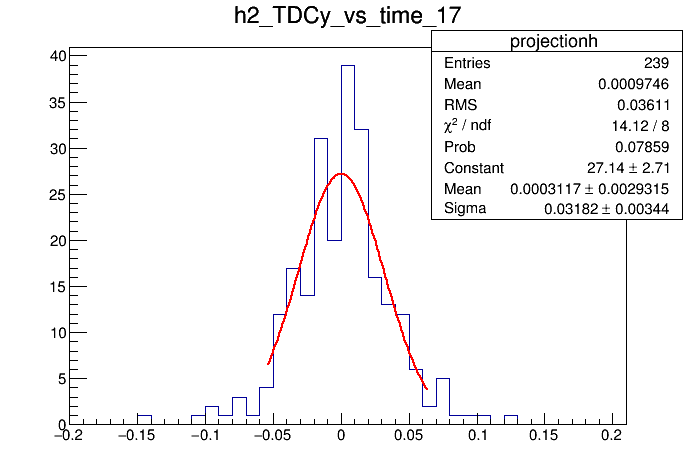 h2_TDCy_vs_time_17
projectionh
Entries 239
Mean 0.0009746
RMS 0.03611
χ² / ndf 14.12 / 8
Prob 0.07859
Constant 27.14 ± 2.71
Mean 0.0003117 ± 0.0029315
Sigma 0.03182 ± 0.00344
40
35
30
25
20
15
10
5
0
−0.2 −0.15 −0.1 −0.05 0 0.05 0.1 0.15 0.2